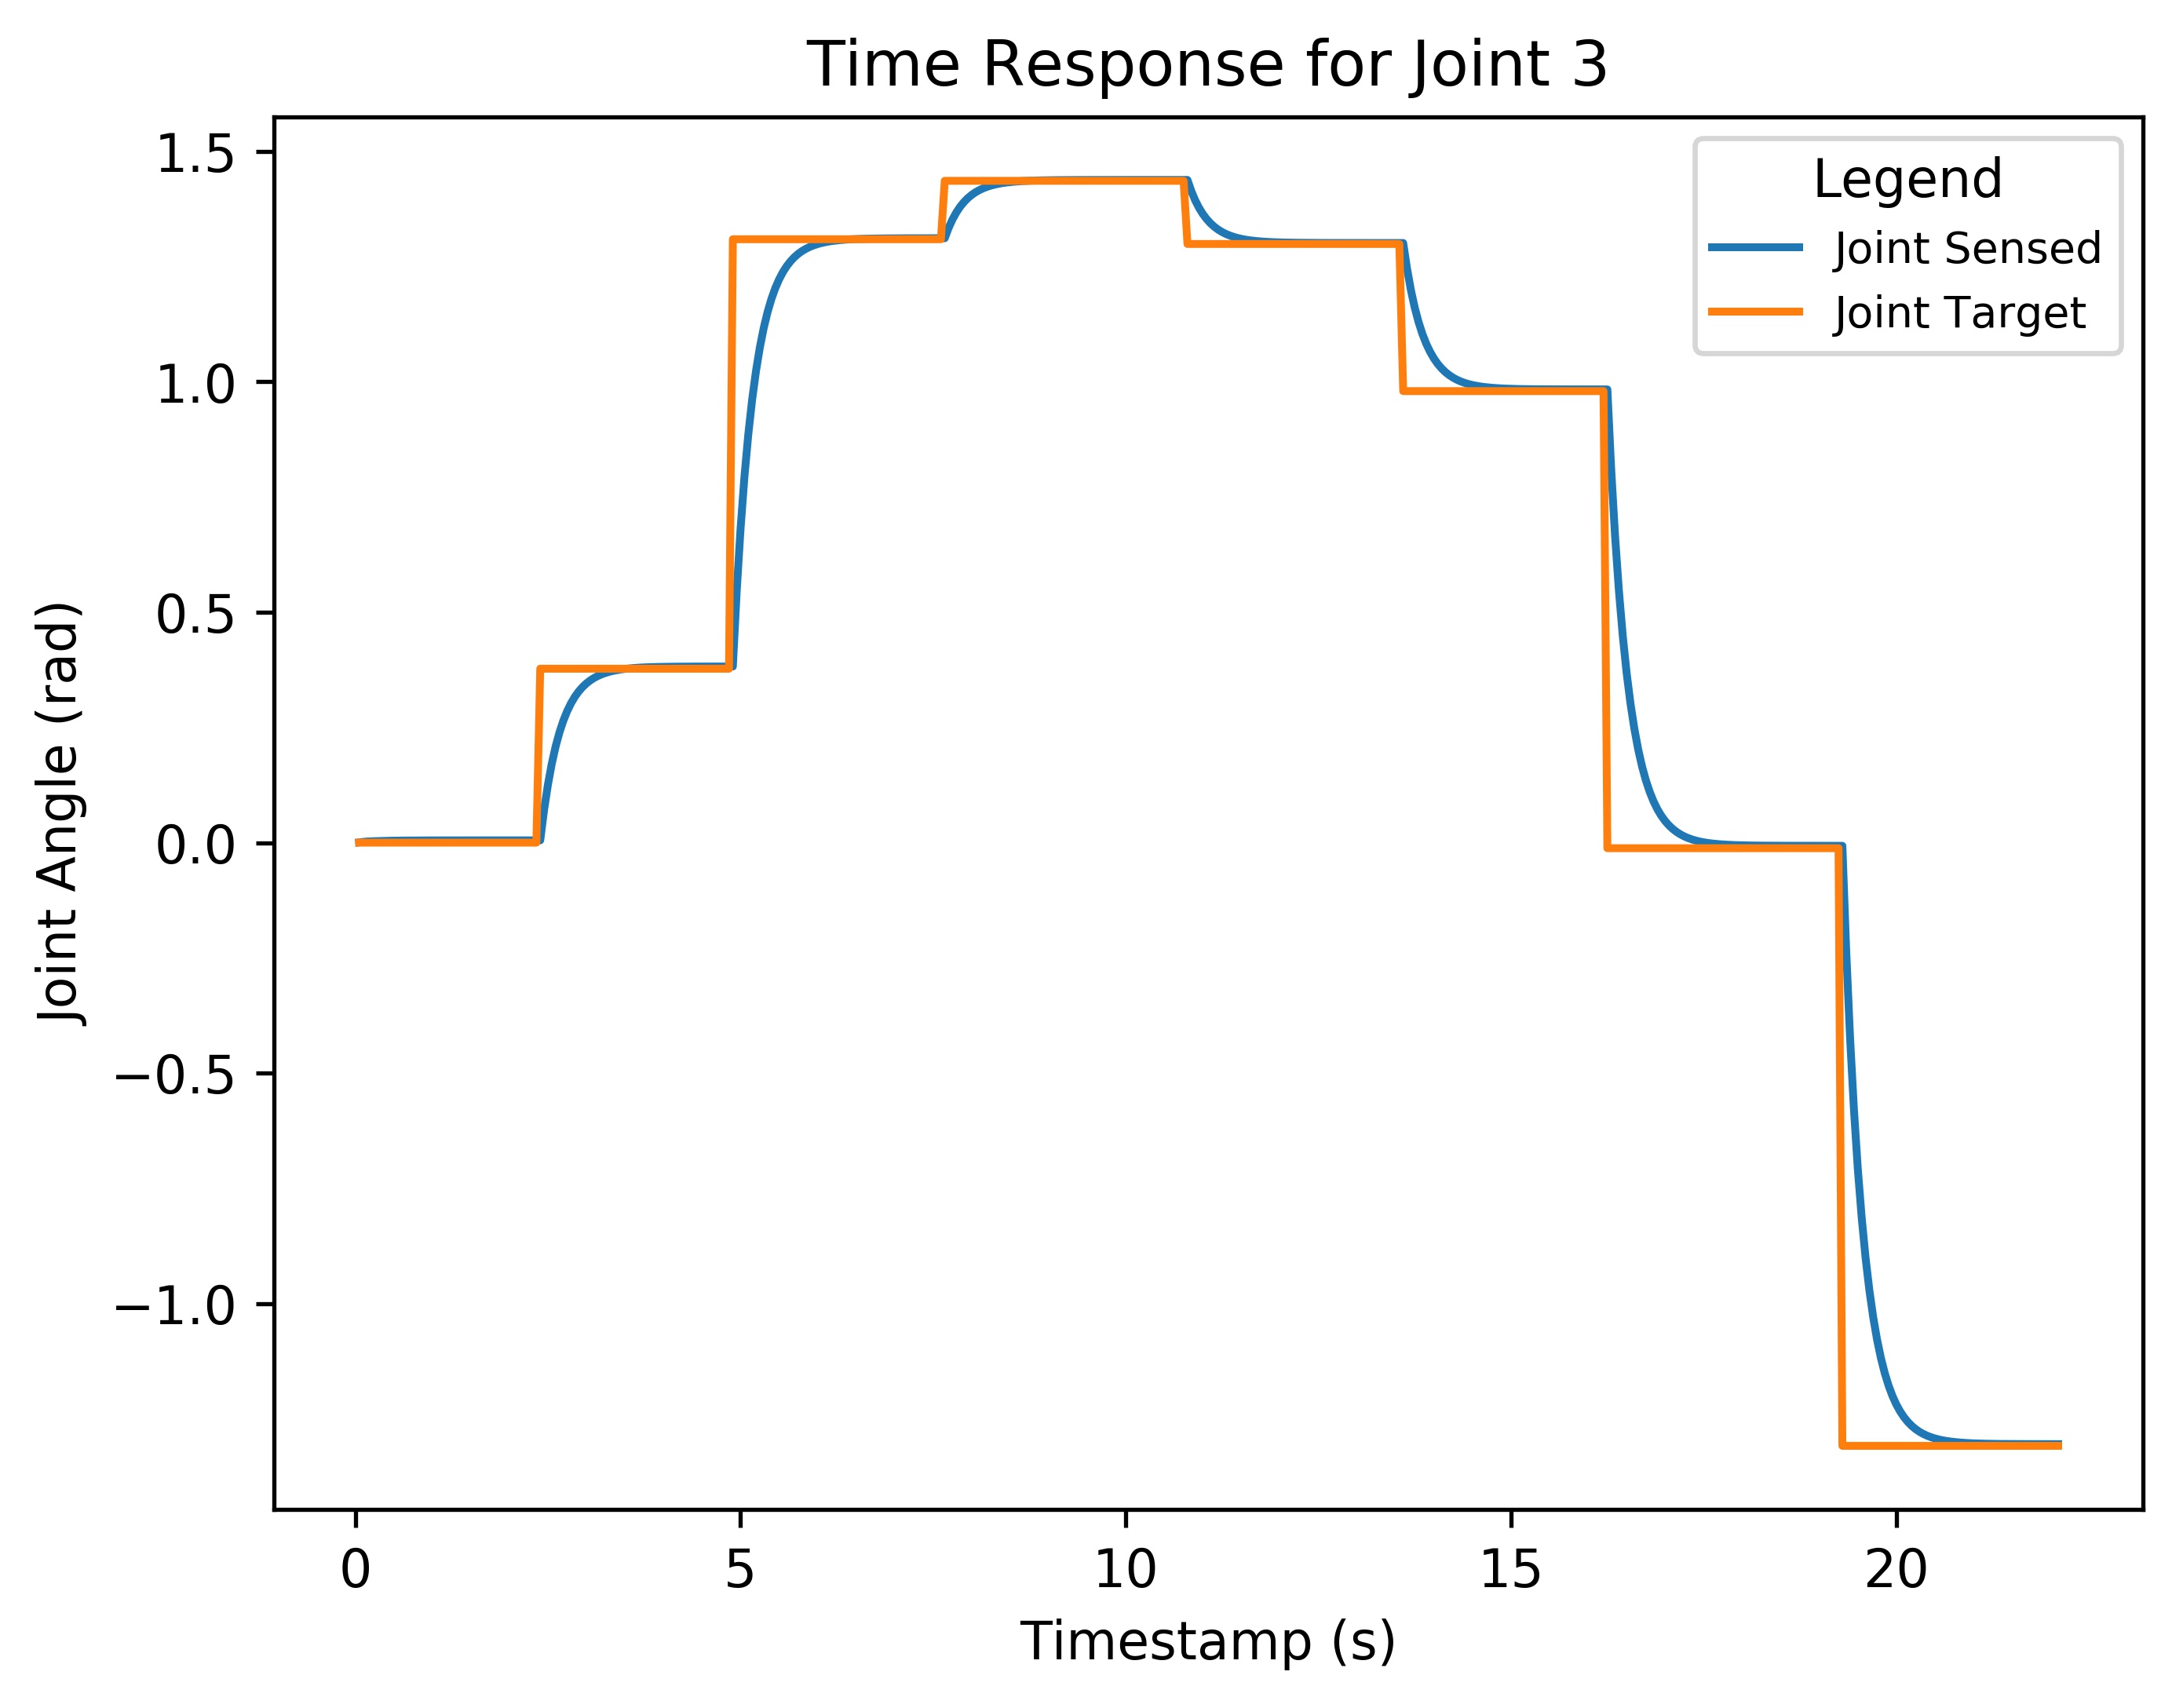 Time Response for Joint 3
1.5
1.0
0.5
0.0
−0.5
−1.0
Joint Angle (rad)
Legend
Joint Sensed
Joint Target
0
5
10
15
20
Timestamp (s)